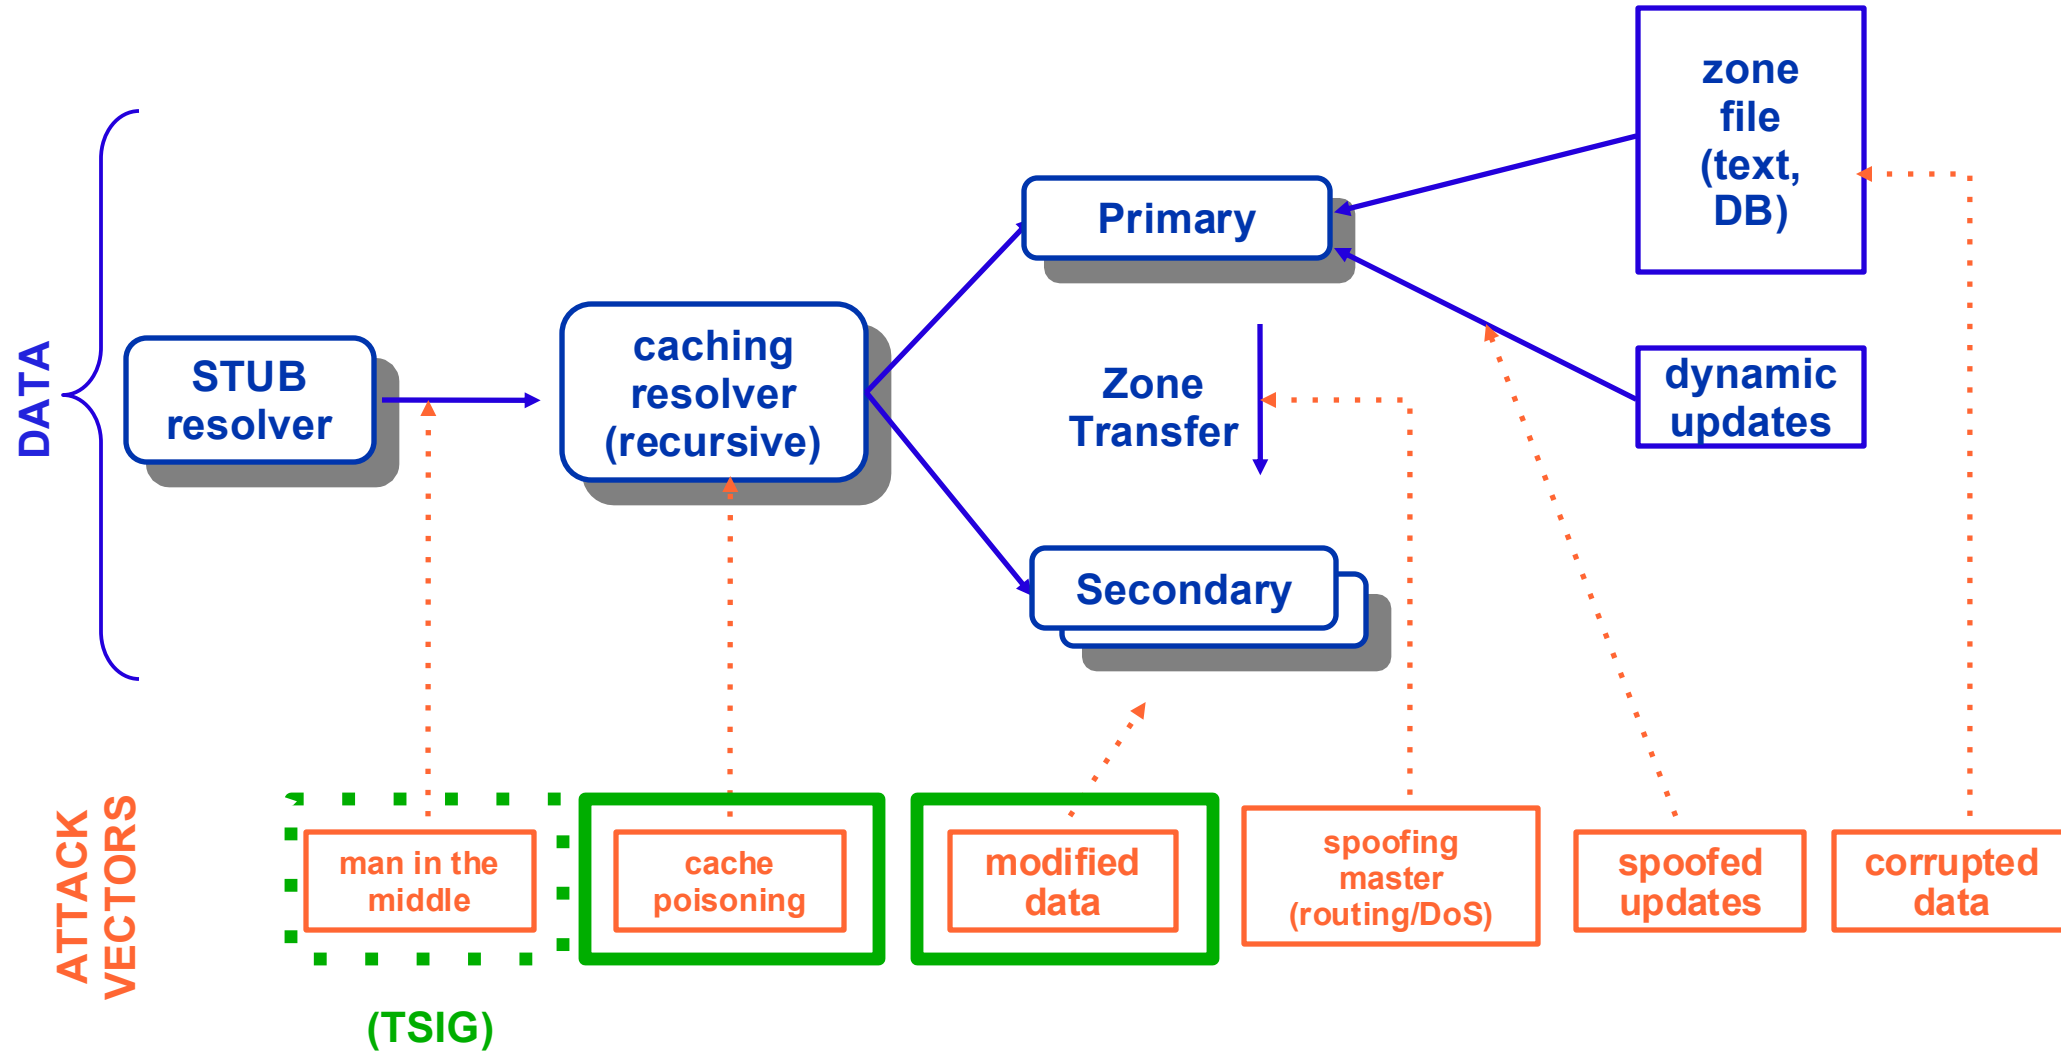 DATA
STUB
resolver
caching
resolver
(recursive)
Primary
Zone
Transfer
Secondary
zone
file
(text,
DB)
dynamic
updates
ATTACK
VECTORS
man in the
middle
cache
poisoning
modified
data
spoofing
master
(routing/DoS)
spoofed
updates
corrupted
data
(TSIG)